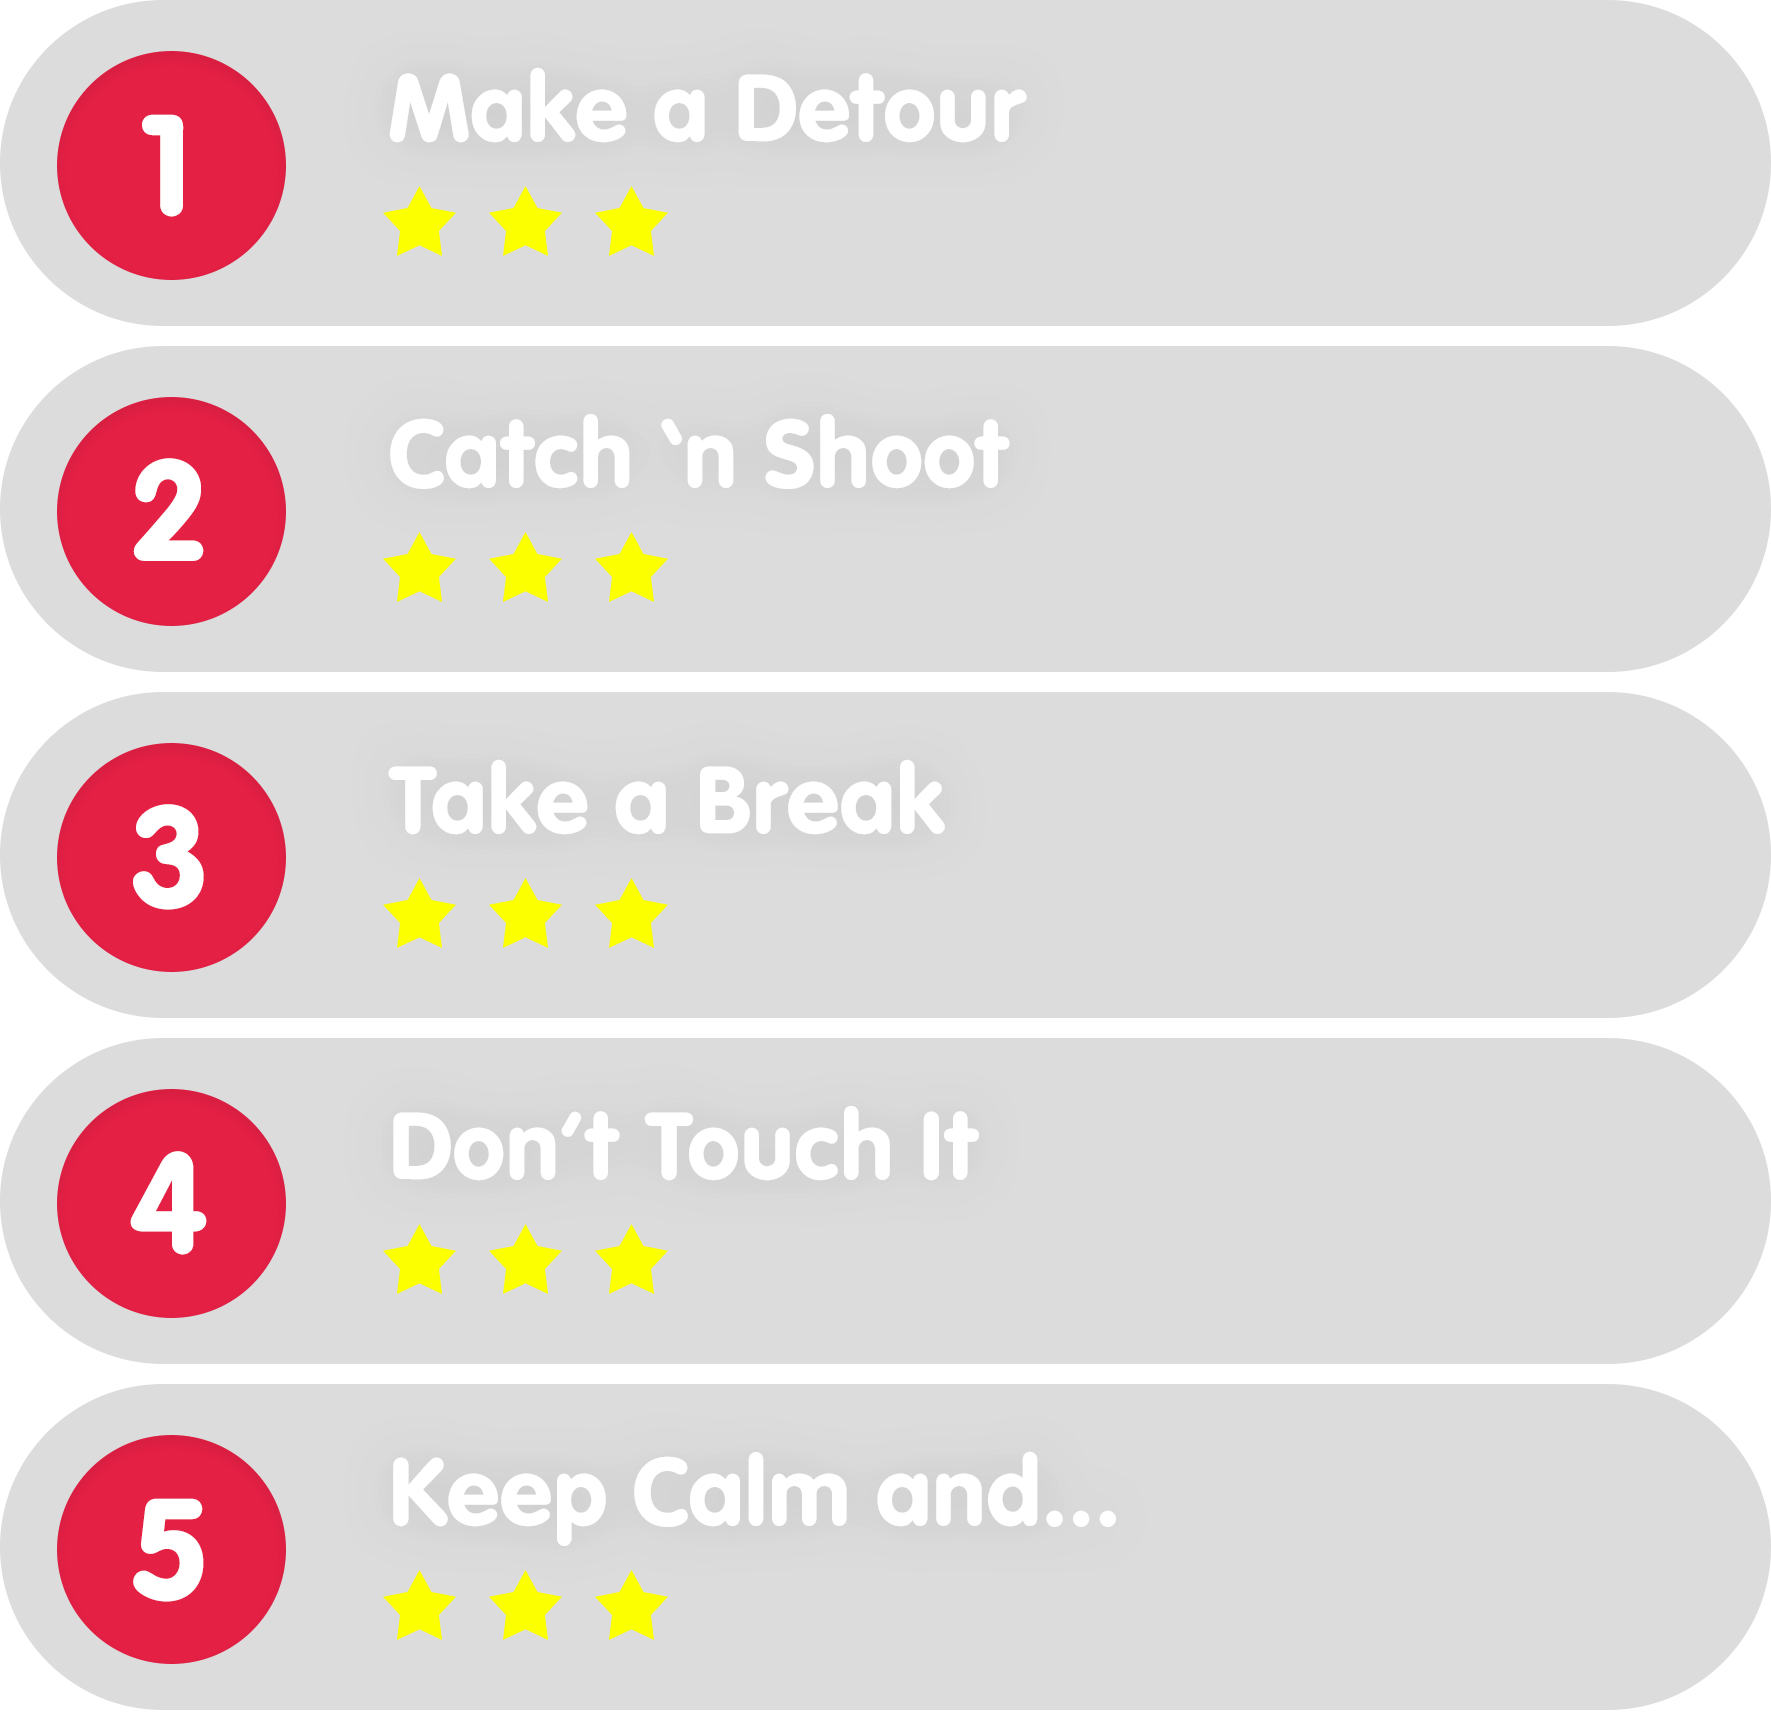 1
Make a Detour
2
Catch `n Shoot
3
Take a Break
4
Don't Touch It
5
Keep Calm and...